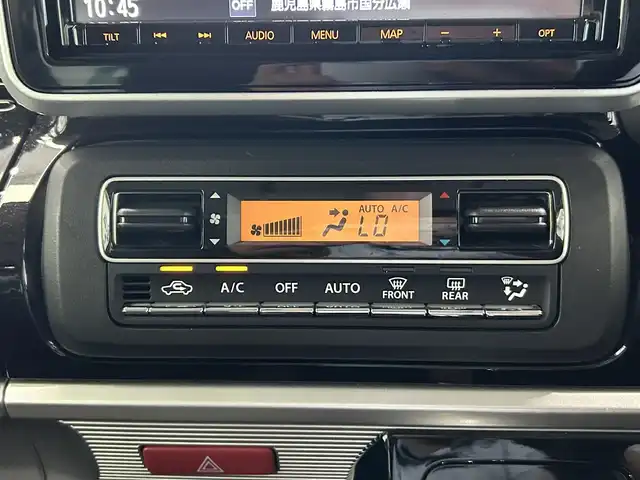 10:45 OFF 鹿児島県霧島市国分広瀬
TILT AUDIO MENU MAP − + OPT
AUTO A/C
LO
A/C OFF AUTO FRONT REAR